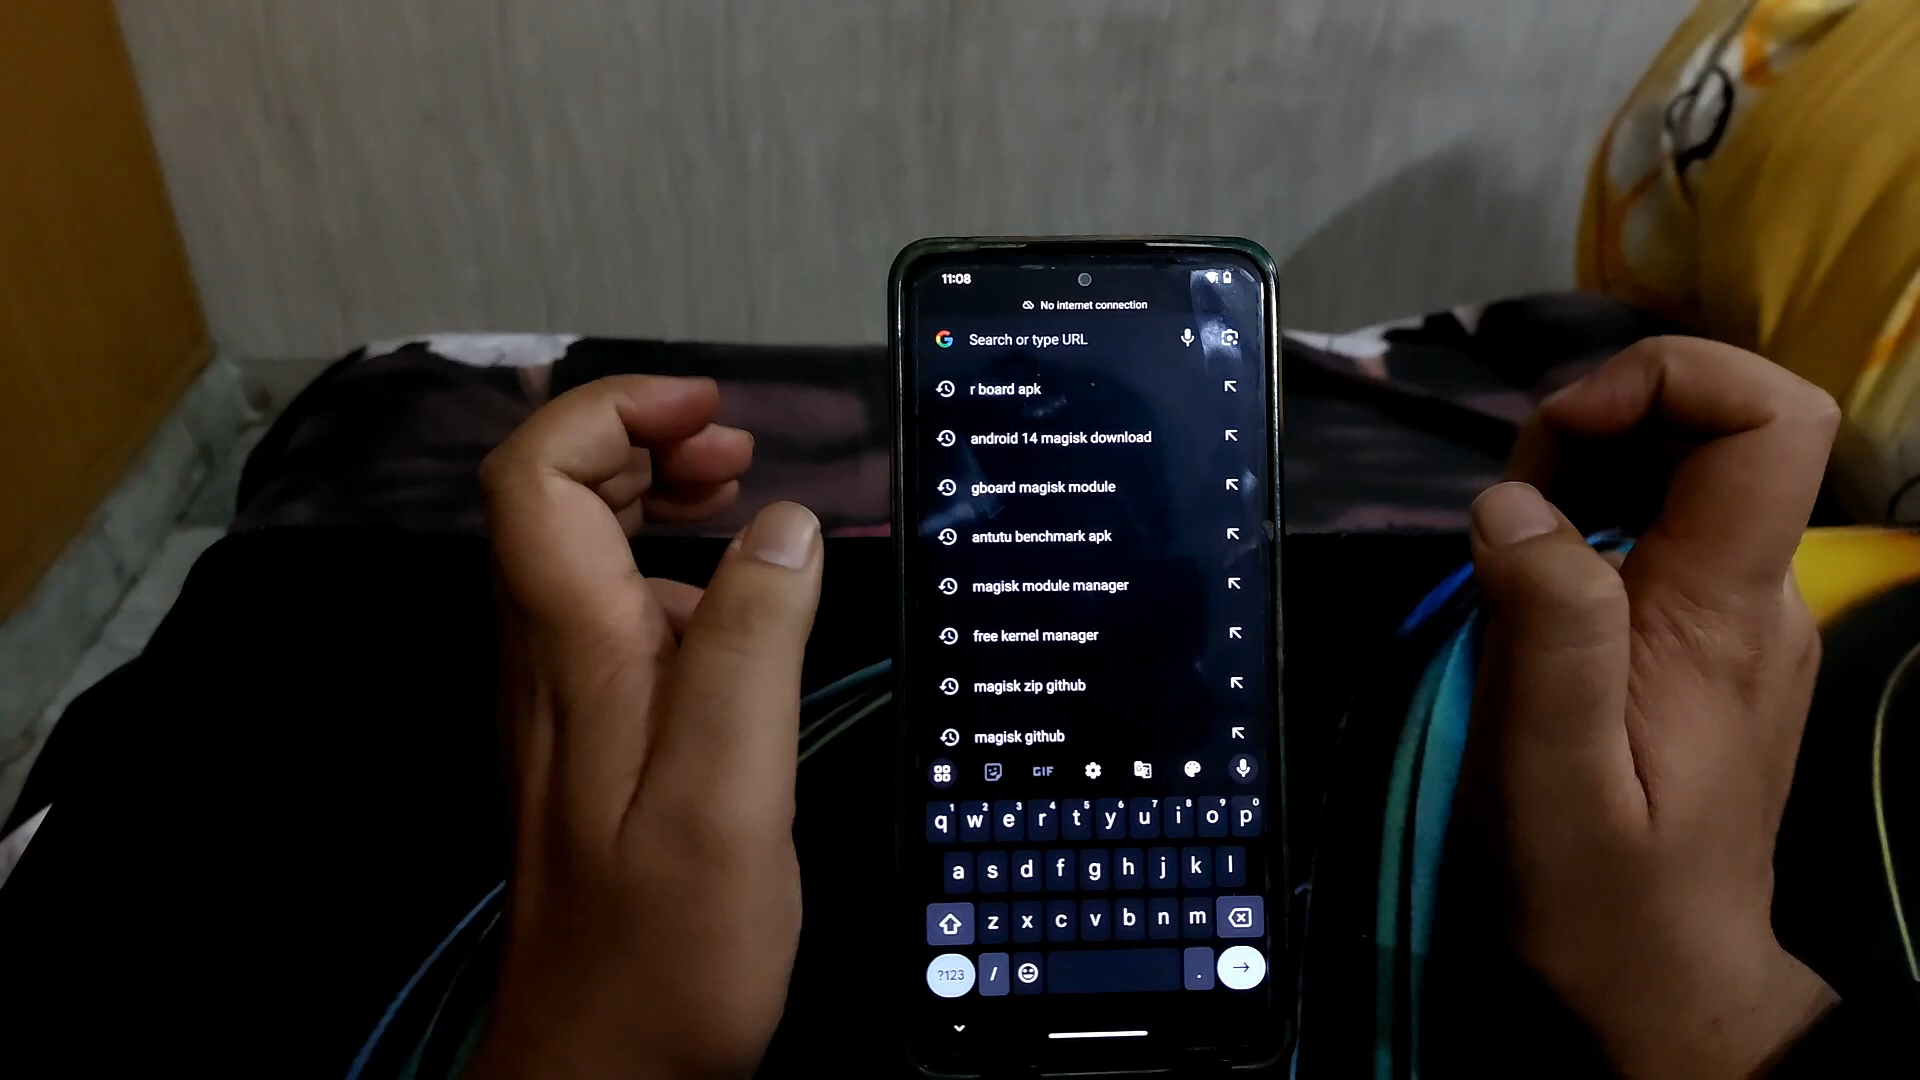 11:08
No internet connection
Search or type URL
r board apk
android 14 magisk download
gboard magisk module
antutu benchmark apk
magisk module manager
free kernel manager
magisk zip github
magisk github
GIF
1 2 3 4 5 6 7 8 9 0
q w e r t y u i o p
a s d f g h j k l
z x c v b n m
?123 / .